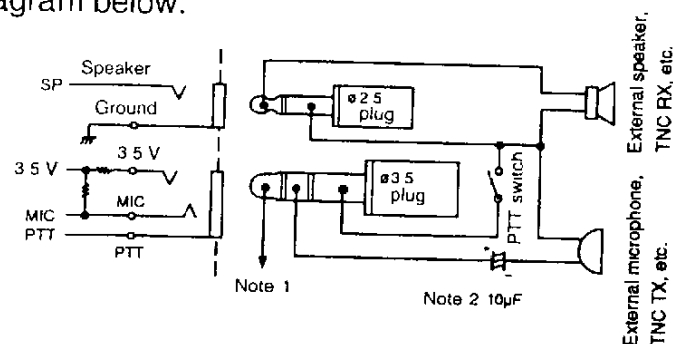 agram below.
Speaker
SP
Ground
3 5 V
3 5 V
MIC
MIC
PTT
PTT
ø2 5
plug
ø3 5
plug
PTT switch
Note 1
Note 2 10µF
External speaker,
TNC RX, etc.
External microphone,
TNC TX, etc.